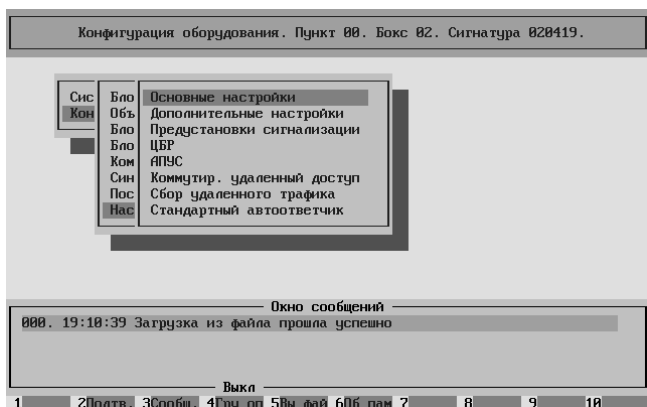 Конфигурация оборудования. Пункт 00. Бокс 02. Сигнатура 020419.
Сис Бло Основные настройки
Кон Объ Дополнительные настройки
Бло Предустановки сигнализации
Бло ЦБР
Ком АПУС
Син Коммутир. удаленный доступ
Пос Сбор удаленного трафика
Нас Стандартный автоответчик
Окно сообщений
000. 19:10:39 Загрузка из файла прошла успешно
Выкл
1 2Подтв. 3Сообщ. 4Гру оп 5Вы фай 6Об пам 7 8 9 10